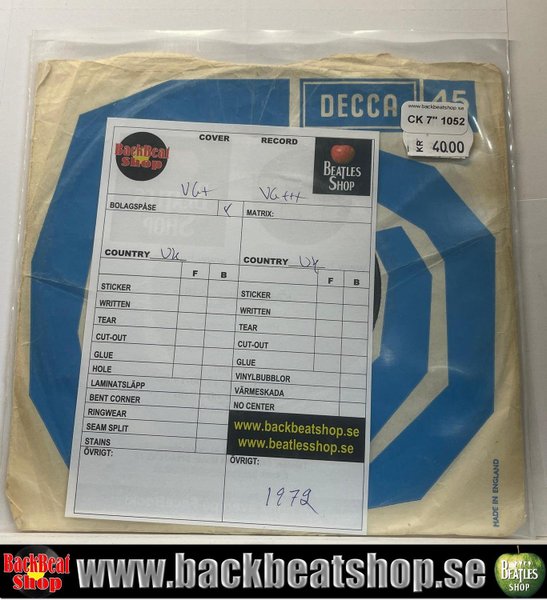 DECCA 45
www.backbeatshop.se
CK 7" 1052
KR 40.00
COVER RECORD
BackBeat Shop
BEATLES SHOP
VG+ VG+++
BOLAGSPÅSE X MATRIX:
COUNTRY UK COUNTRY UK
F B F B
STICKER STICKER
WRITTEN WRITTEN
TEAR TEAR
CUT-OUT CUT-OUT
GLUE GLUE
HOLE VINYLBUBBLOR
LAMINATSLÄPP VÄRMESKADA
BENT CORNER NO CENTER
RINGWEAR
SEAM SPLIT
STAINS
www.backbeatshop.se
www.beatlesshop.se
ÖVRIGT: ÖVRIGT:
1972
MADE IN ENGLAND
BackBeat Shop
www.backbeatshop.se
BEATLES SHOP